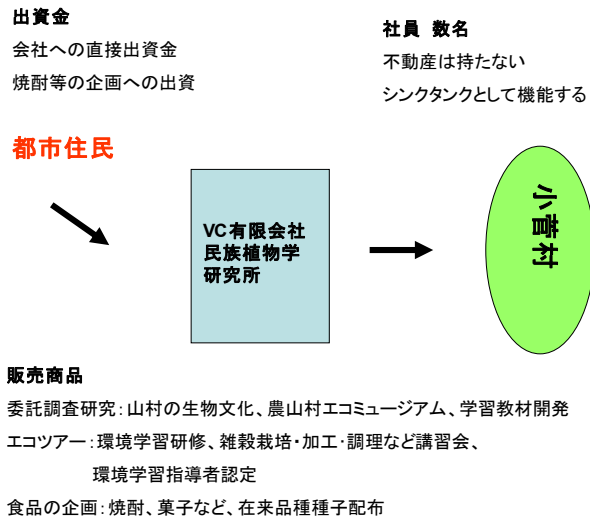 出資金
会社への直接出資金
焼酎等の企画への出資
社員 数名
不動産は持たない
シンクタンクとして機能する
都市住民
VC有限会社
民族植物学
研究所
小菅村
販売商品
委託調査研究：山村の生物文化、農山村エコミュージアム、学習教材開発
エコツアー：環境学習研修、雑穀栽培・加工・調理など講習会、
環境学習指導者認定
食品の企画：焼酎、菓子など、在来品種種子配布